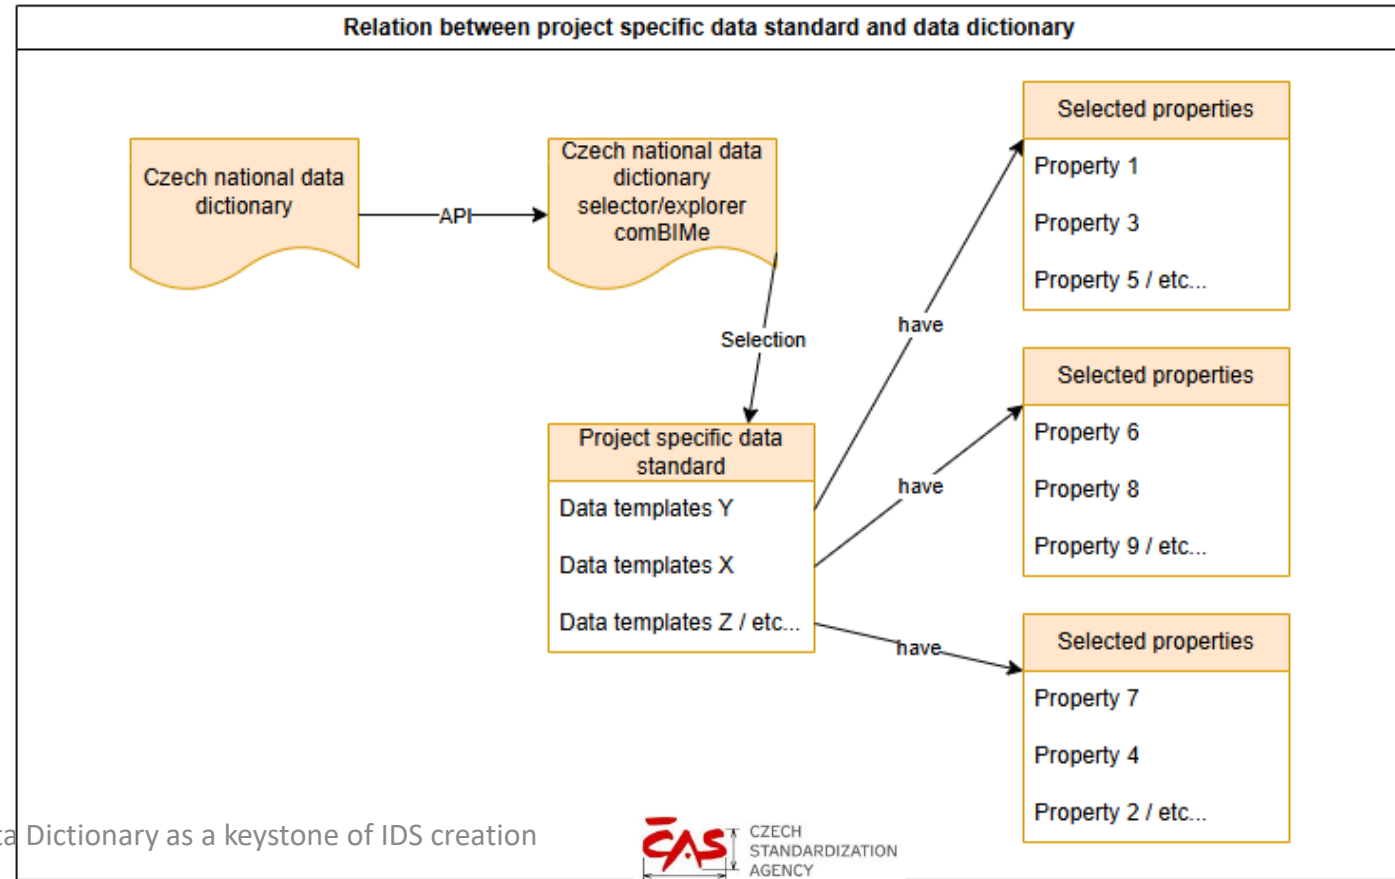 Relation between project specific data standard and data dictionary
Czech national data
dictionary
API
Czech national data
dictionary
selector/explorer
comBIMe
Selection
Project specific data
standard
Data templates Y
Data templates X
Data templates Z / etc...
have
have
have
Selected properties
Property 1
Property 3
Property 5 / etc...
Selected properties
Property 6
Property 8
Property 9 / etc...
Selected properties
Property 7
Property 4
Property 2 / etc...
Dictionary as a keystone of IDS creation
ČAS
CZECH
STANDARDIZATION
AGENCY